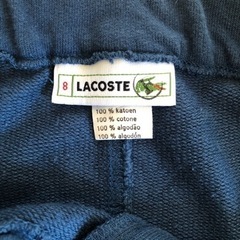 8 LACOSTE
100 % katoen
100 % cotone
100 % algodão
100 % algodón